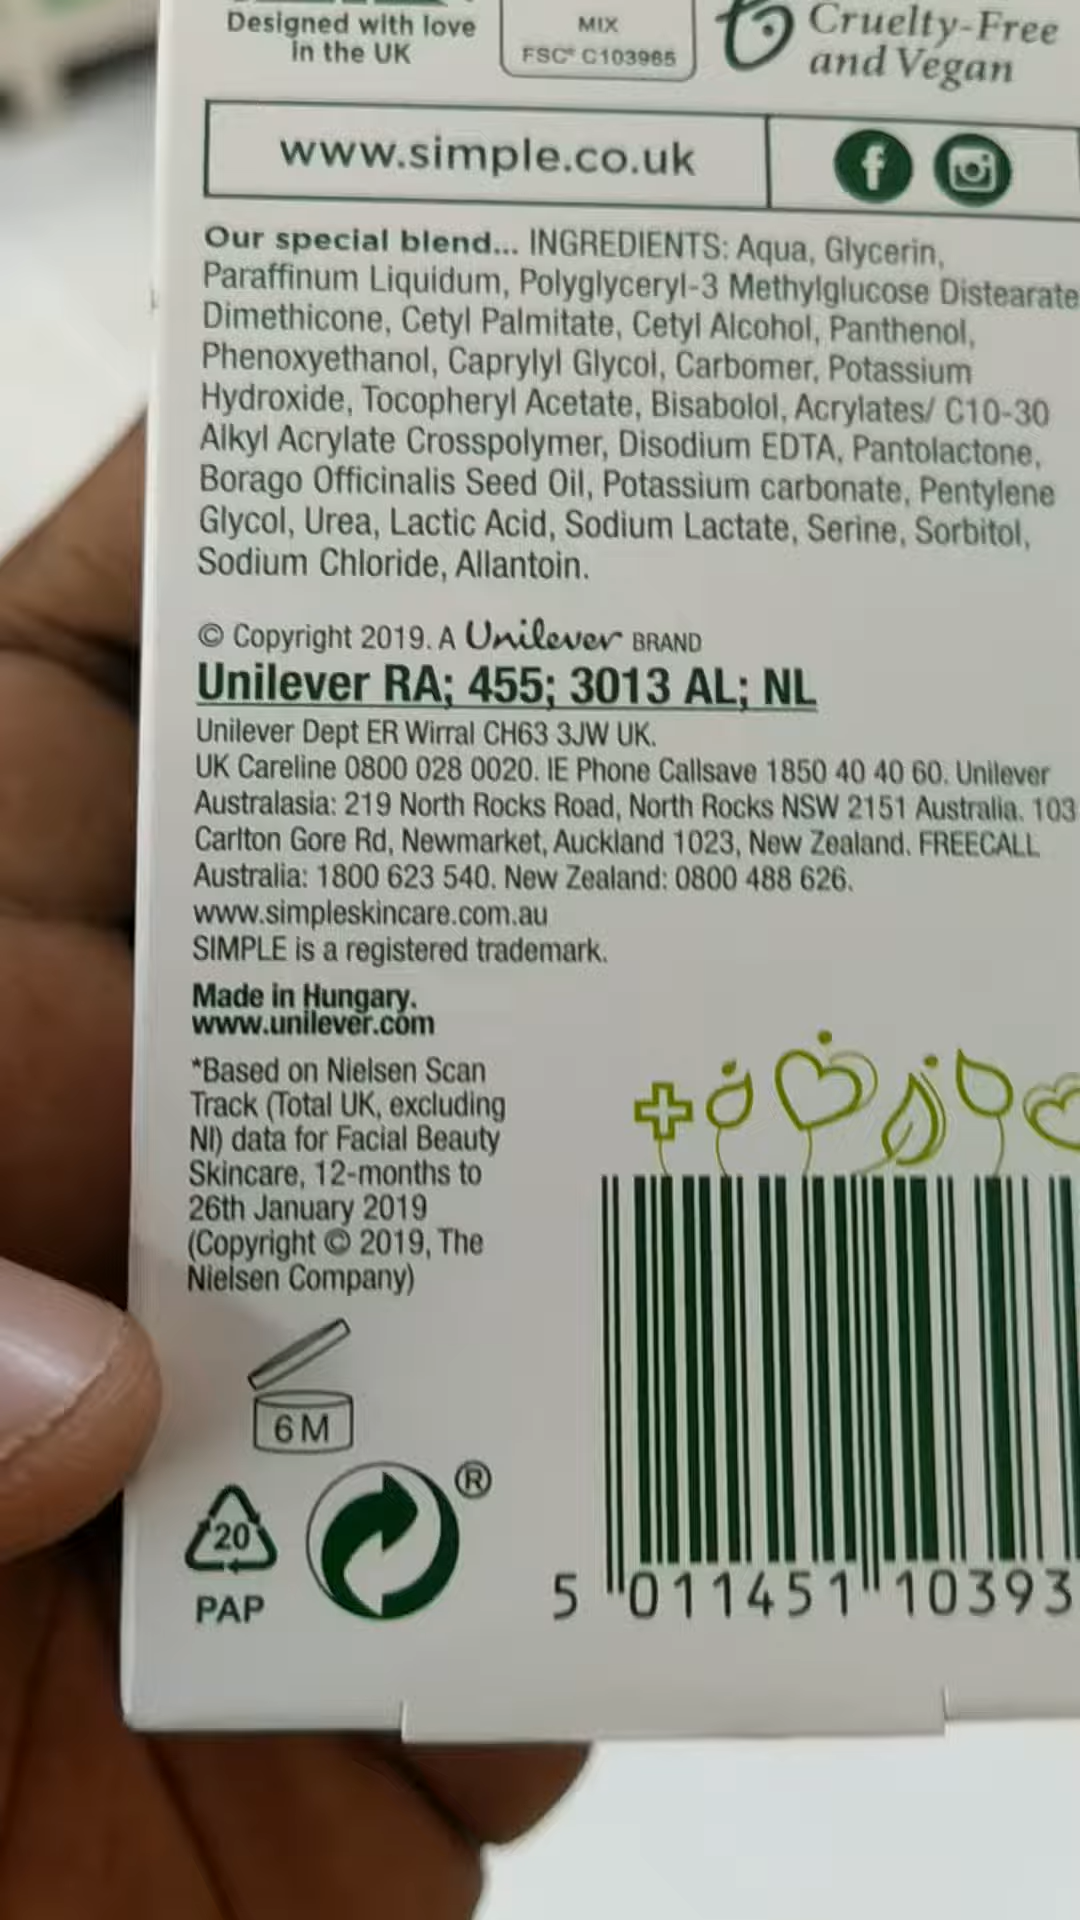 Designed with love
in the UK
MIX
FSC® C103965
Cruelty-Free
and Vegan
www.simple.co.uk
Our special blend... INGREDIENTS: Aqua, Glycerin,
Paraffinum Liquidum, Polyglyceryl-3 Methylglucose Distearate
Dimethicone, Cetyl Palmitate, Cetyl Alcohol, Panthenol,
Phenoxyethanol, Caprylyl Glycol, Carbomer, Potassium
Hydroxide, Tocopheryl Acetate, Bisabolol, Acrylates/ C10-30
Alkyl Acrylate Crosspolymer, Disodium EDTA, Pantolactone,
Borago Officinalis Seed Oil, Potassium carbonate, Pentylene
Glycol, Urea, Lactic Acid, Sodium Lactate, Serine, Sorbitol,
Sodium Chloride, Allantoin.
© Copyright 2019. A Unilever BRAND
Unilever RA; 455; 3013 AL; NL
Unilever Dept ER Wirral CH63 3JW UK.
UK Careline 0800 028 0020. IE Phone Callsave 1850 40 40 60. Unilever
Australasia: 219 North Rocks Road, North Rocks NSW 2151 Australia. 103
Carlton Gore Rd, Newmarket, Auckland 1023, New Zealand. FREECALL
Australia: 1800 623 540. New Zealand: 0800 488 626.
www.simpleskincare.com.au
SIMPLE is a registered trademark.
Made in Hungary.
www.unilever.com
*Based on Nielsen Scan
Track (Total UK, excluding
NI) data for Facial Beauty
Skincare, 12-months to
26th January 2019
(Copyright © 2019, The
Nielsen Company)
6M
®
20
PAP
5 011451 10393